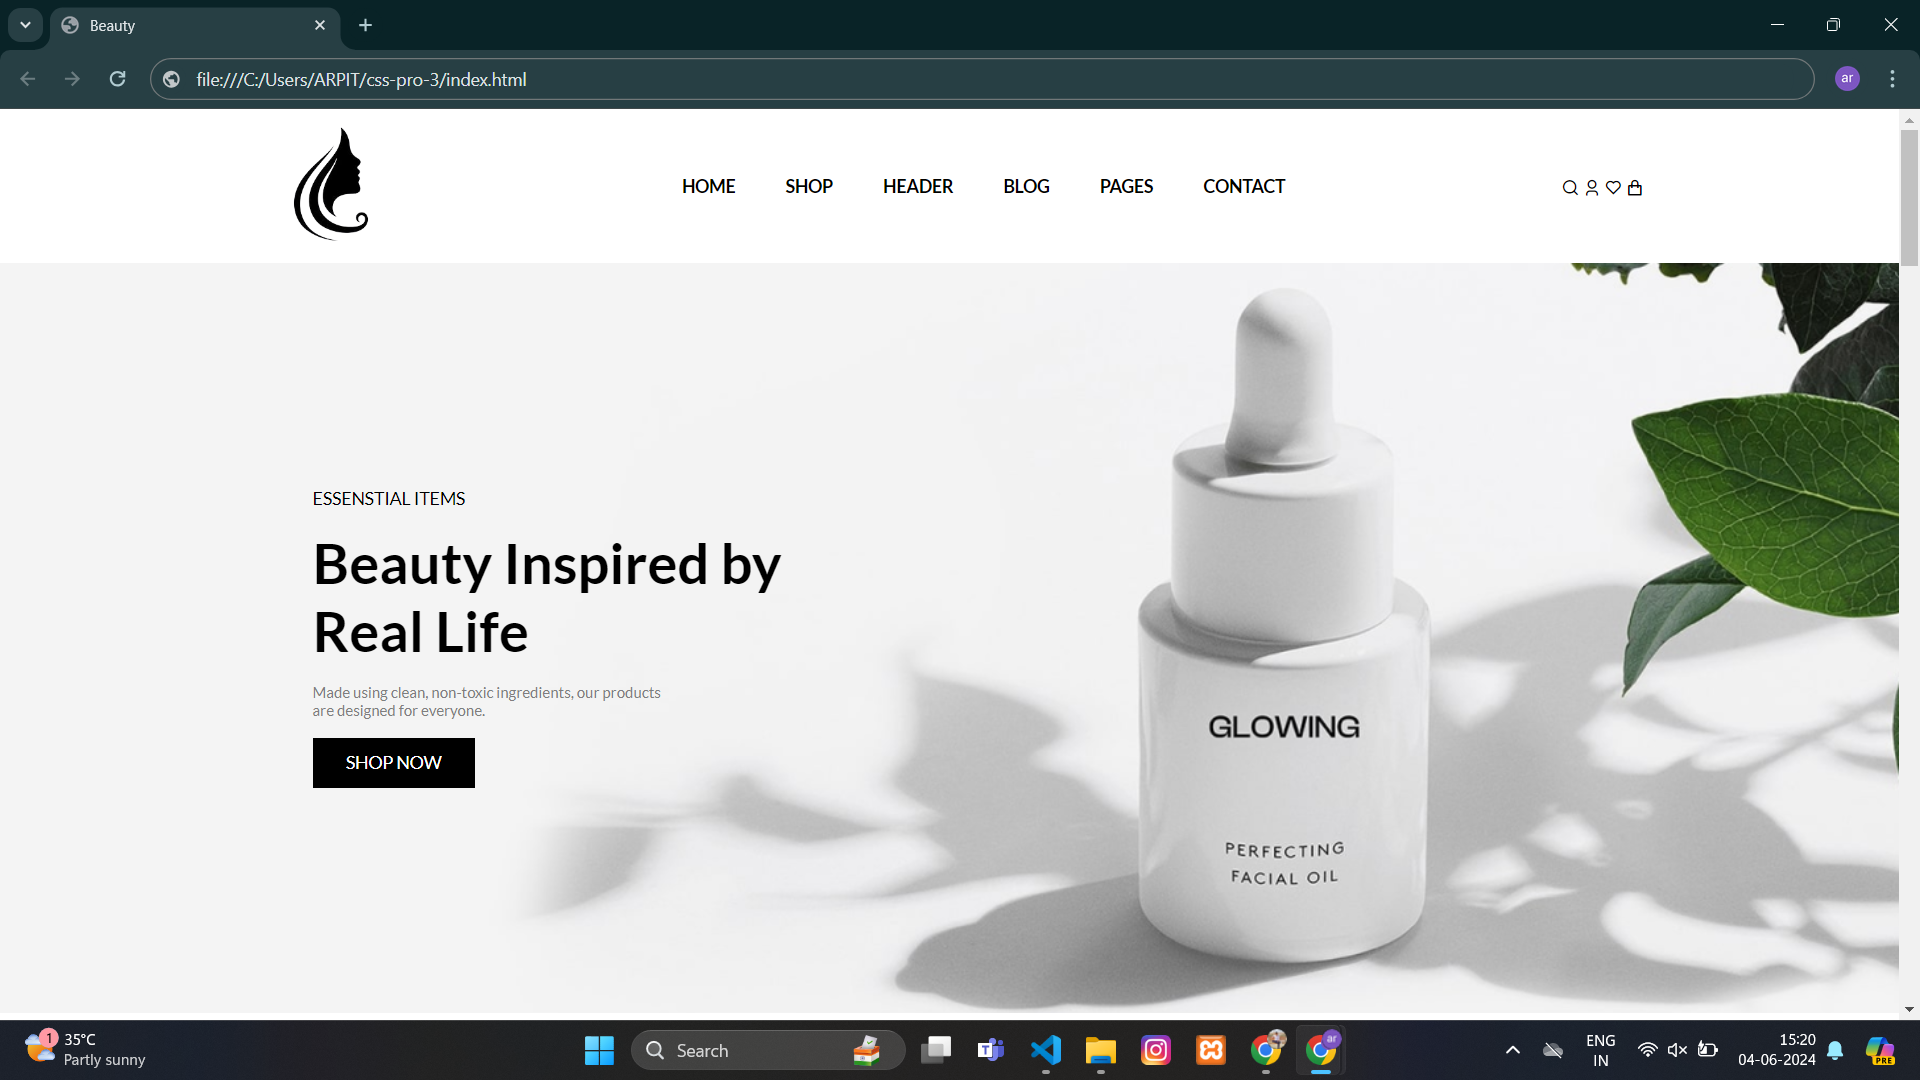 Beauty
file:///C:/Users/ARPIT/css-pro-3/index.html
ar
HOME SHOP HEADER BLOG PAGES CONTACT
ESSENSTIAL ITEMS
Beauty Inspired by
Real Life
Made using clean, non-toxic ingredients, our products
are designed for everyone.
SHOP NOW
GLOWING
PERFECTING
FACIAL OIL
1
35°C
Partly sunny
Search
ar
ENG
IN
15:20
04-06-2024
PRE